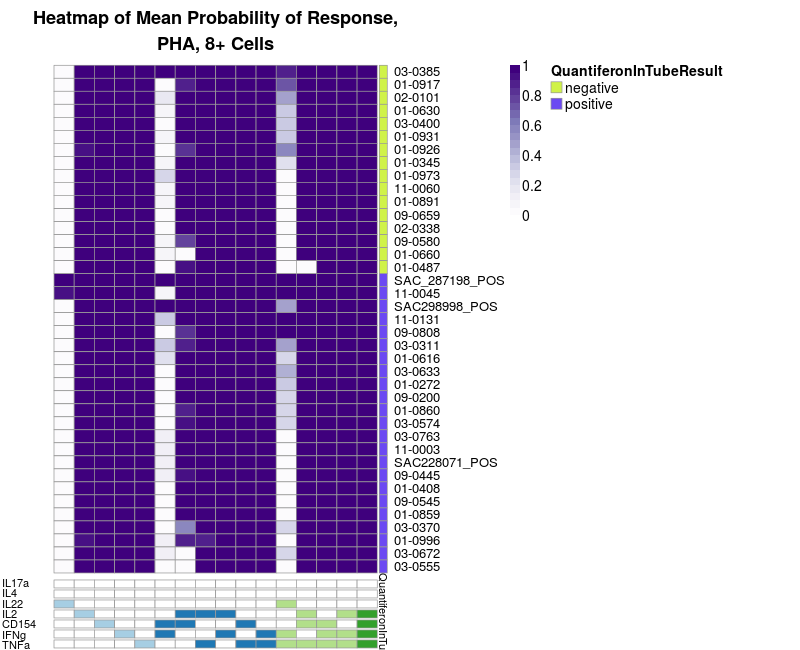 Heatmap of Mean Probability of Response,
PHA, 8+ Cells
03-0385
01-0917
02-0101
01-0630
03-0400
01-0931
01-0926
01-0345
01-0973
11-0060
01-0891
09-0659
02-0338
09-0580
01-0660
01-0487
SAC_287198_POS
11-0045
SAC298998_POS
11-0131
09-0808
03-0311
01-0616
03-0633
01-0272
09-0200
01-0860
03-0574
03-0763
11-0003
SAC228071_POS
09-0445
01-0408
09-0545
01-0859
03-0370
01-0996
03-0672
03-0555
1
0.8
0.6
0.4
0.2
0
QuantiferonInTubeResult
negative
positive
IL17a
IL4
IL22
IL2
CD154
IFNg
TNFa
QuantiferonInTu